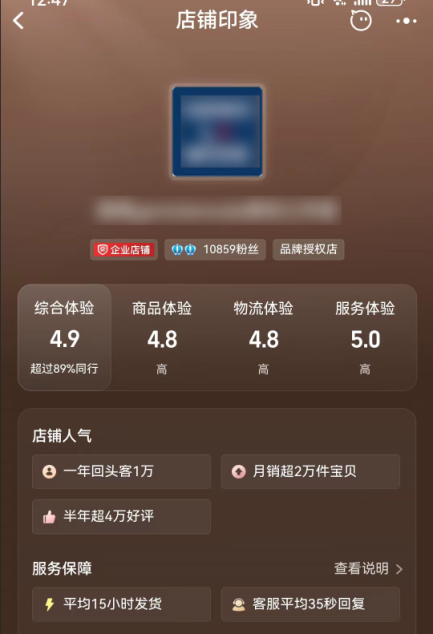 12:47
店铺印象
企业店铺 10859粉丝 品牌授权店
综合体验 商品体验 物流体验 服务体验
4.9 4.8 4.8 5.0
超过89%同行 高 高 高
店铺人气
一年回头客1万 月销超2万件宝贝
半年超4万好评
服务保障 查看说明
平均15小时发货 客服平均35秒回复